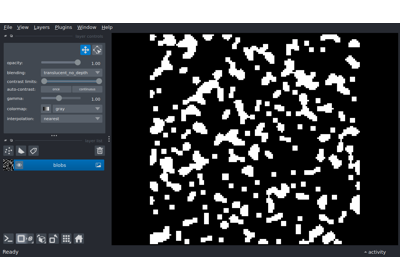 File View Layers Plugins Window Help
opacity: 1.00
blending: translucent_no_depth
contrast limits:
auto-contrast: once continuous
gamma: 1.00
colormap: gray
interpolation: nearest
blobs
Ready
activity